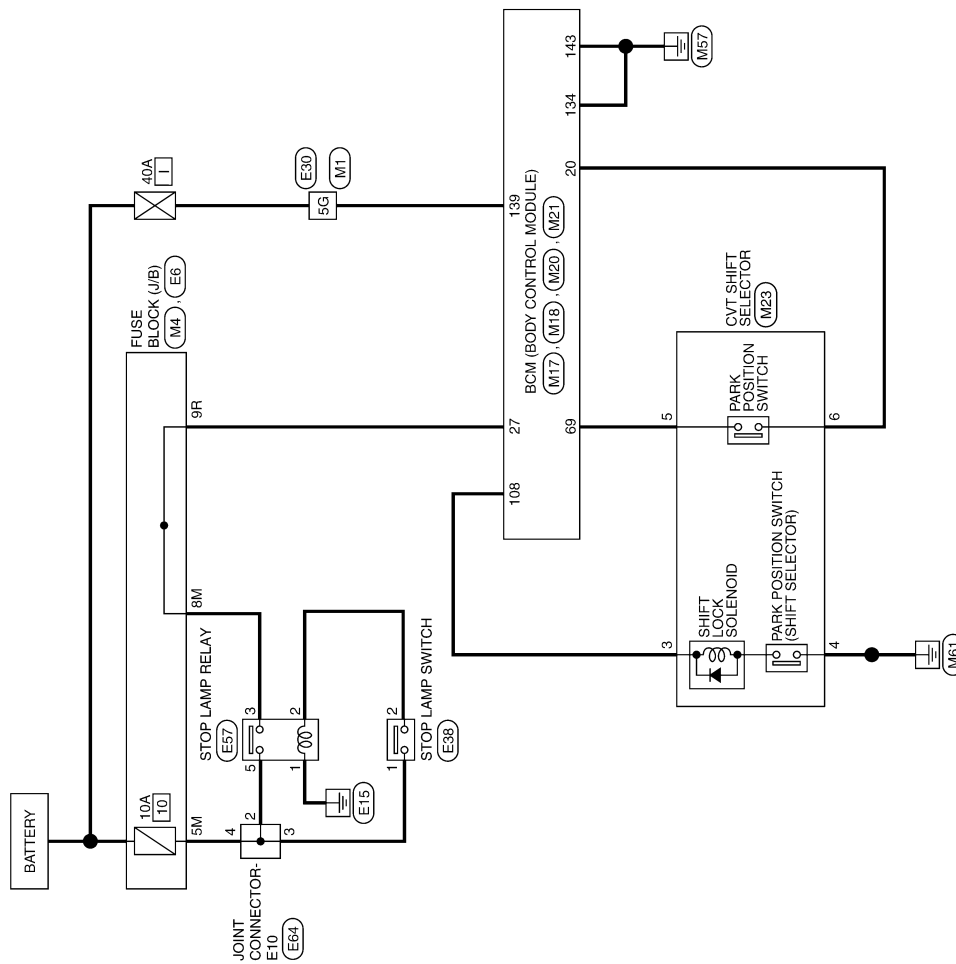 BATTERY
10A
10
5M
40A
I
FUSE
BLOCK (J/B)
M4 , E6
8M
9R
E30
M1
5G
JOINT
CONNECTOR-
E10
E64
4
2
3
STOP LAMP RELAY
E57
5
3
1
2
E15
1
2
STOP LAMP SWITCH
E38
108
27
139
BCM (BODY CONTROL MODULE)
M17 , M18 , M20 , M21
69
20
134
143
M57
CVT SHIFT
SELECTOR
M23
3
5
SHIFT
LOCK
SOLENOID
PARK POSITION SWITCH
(SHIFT SELECTOR)
PARK
POSITION
SWITCH
4
6
M61